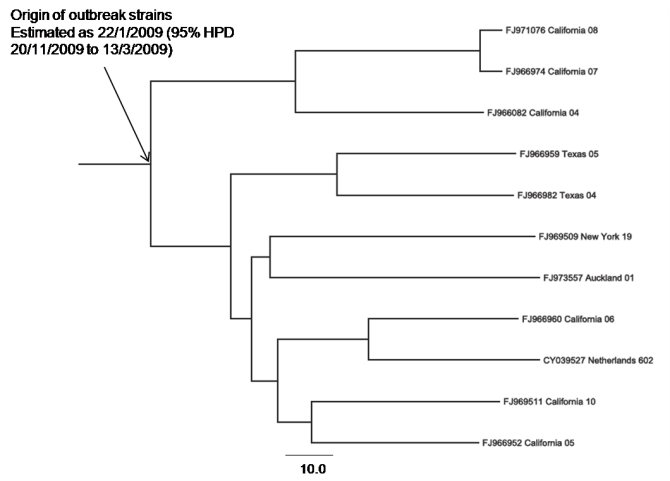 Origin of outbreak strains
Estimated as 22/1/2009 (95% HPD
20/11/2009 to 13/3/2009)
FJ971076 California 08
FJ966974 California 07
FJ966082 California 04
FJ966959 Texas 05
FJ966982 Texas 04
FJ969509 New York 19
FJ973557 Auckland 01
FJ966960 California 06
CY039527 Netherlands 602
FJ969511 California 10
FJ966952 California 05
10.0